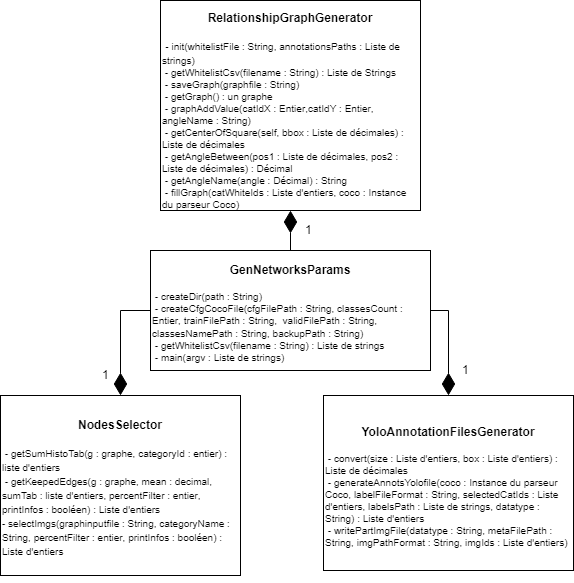 RelationshipGraphGenerator
- init(whitelistFile : String, annotationsPaths : Liste de
strings)
- getWhitelistCsv(filename : String) : Liste de Strings
- saveGraph(graphfile : String)
- getGraph() : un graphe
- graphAddValue(catIdX : Entier,catIdY : Entier,
angleName : String)
- getCenterOfSquare(self, bbox : Liste de décimales) :
Liste de décimales
- getAngleBetween(pos1 : Liste de décimales, pos2 :
Liste de décimales) : Décimal
- getAngleName(angle : Décimal) : String
- fillGraph(catWhiteIds : Liste d'entiers, coco : Instance
du parseur Coco)
1
GenNetworksParams
- createDir(path : String)
- createCfgCocoFile(cfgFilePath : String, classesCount :
Entier, trainFilePath : String,  validFilePath : String,
classesNamePath : String, backupPath : String)
- getWhitelistCsv(filename : String) : Liste de strings
- main(argv : Liste de strings)
1
1
NodesSelector
- getSumHistoTab(g : graphe, categoryId : entier) :
liste d'entiers
- getKeepedEdges(g : graphe, mean : decimal,
sumTab : liste d'entiers, percentFilter : entier,
printInfos : booléen) : Liste d'entiers
- selectImgs(graphinputfile : String, categoryName :
String, percentFilter : entier, printInfos : booléen) :
Liste d'entiers
YoloAnnotationFilesGenerator
- convert(size : Liste d'entiers, box : Liste d'entiers) :
Liste de décimales
- generateAnnotsYolofile(coco : Instance du parseur
Coco, labelFileFormat : String, selectedCatIds : Liste
d'entiers, labelsPath : Liste de strings, datatype :
String) : Liste d'entiers
- writePartImgFile(datatype : String, metaFilePath :
String, imgPathFormat : String, imgIds : Liste d'entiers)